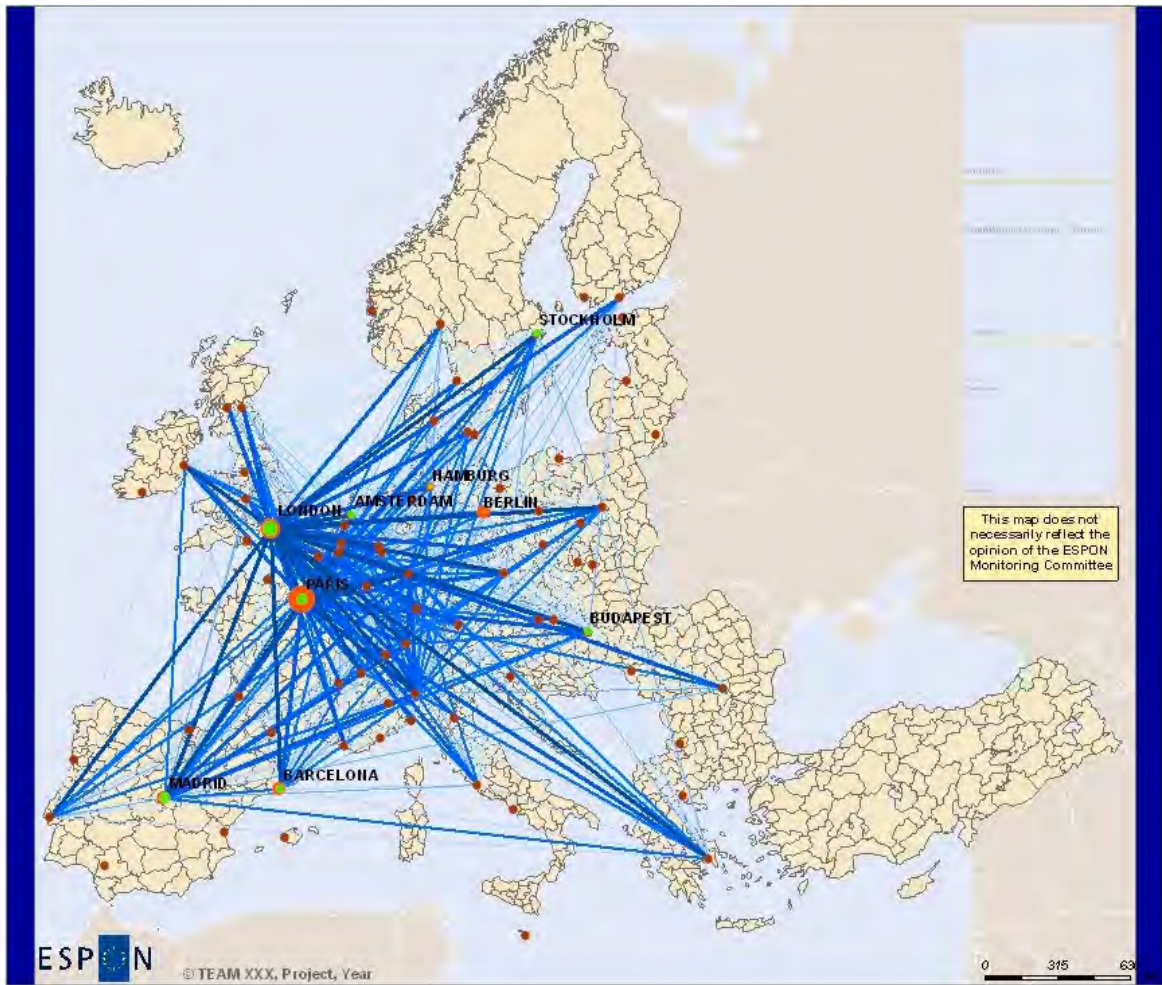 STOCKHOLM
HAMBURG
AMSTERDAM
BERLIN
LONDON
This map does not
necessarily reflect the
opinion of the ESPON
Monitoring Committee
PARIS
BUDAPEST
BARCELONA
MADRID
ESPON
© TEAM XXX, Project, Year
0 315 63